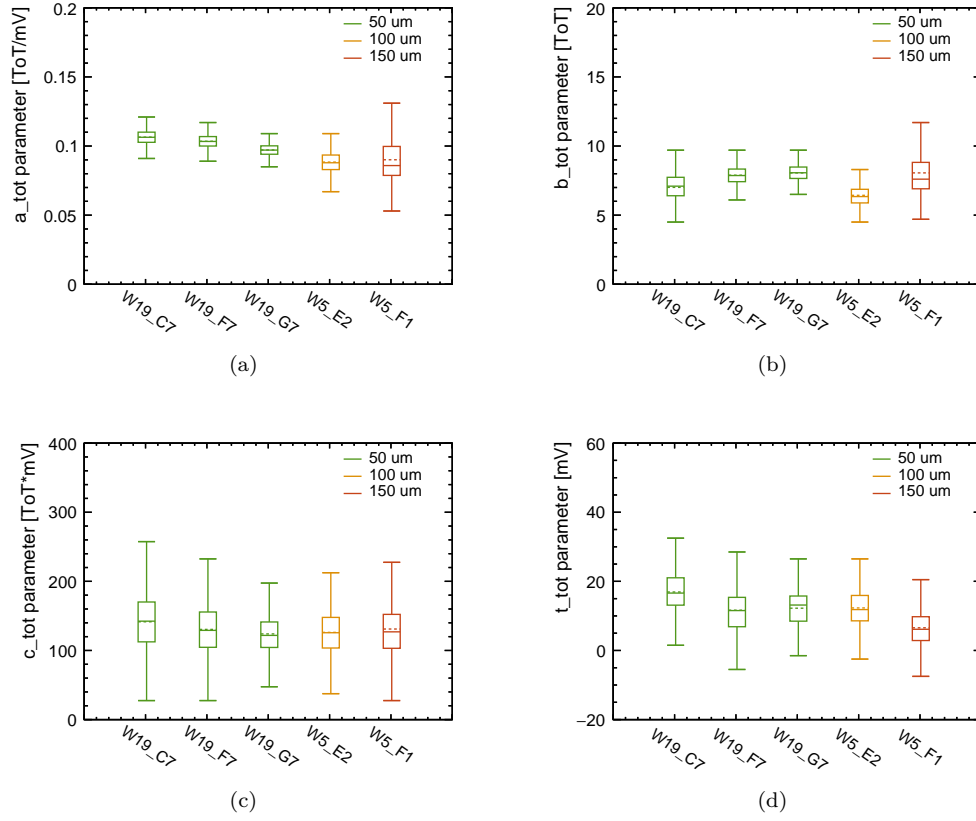 a_tot parameter [ToT/mV]
0.2
0.15
0.1
0.05
0
50 um
100 um
150 um
W19_C7
W19_F7
W19_G7
W5_E2
W5_F1
(a)
b_tot parameter [ToT]
20
15
10
5
0
50 um
100 um
150 um
W19_C7
W19_F7
W19_G7
W5_E2
W5_F1
(b)
c_tot parameter [ToT*mV]
400
300
200
100
0
50 um
100 um
150 um
W19_C7
W19_F7
W19_G7
W5_E2
W5_F1
(c)
t_tot parameter [mV]
60
40
20
0
−20
50 um
100 um
150 um
W19_C7
W19_F7
W19_G7
W5_E2
W5_F1
(d)